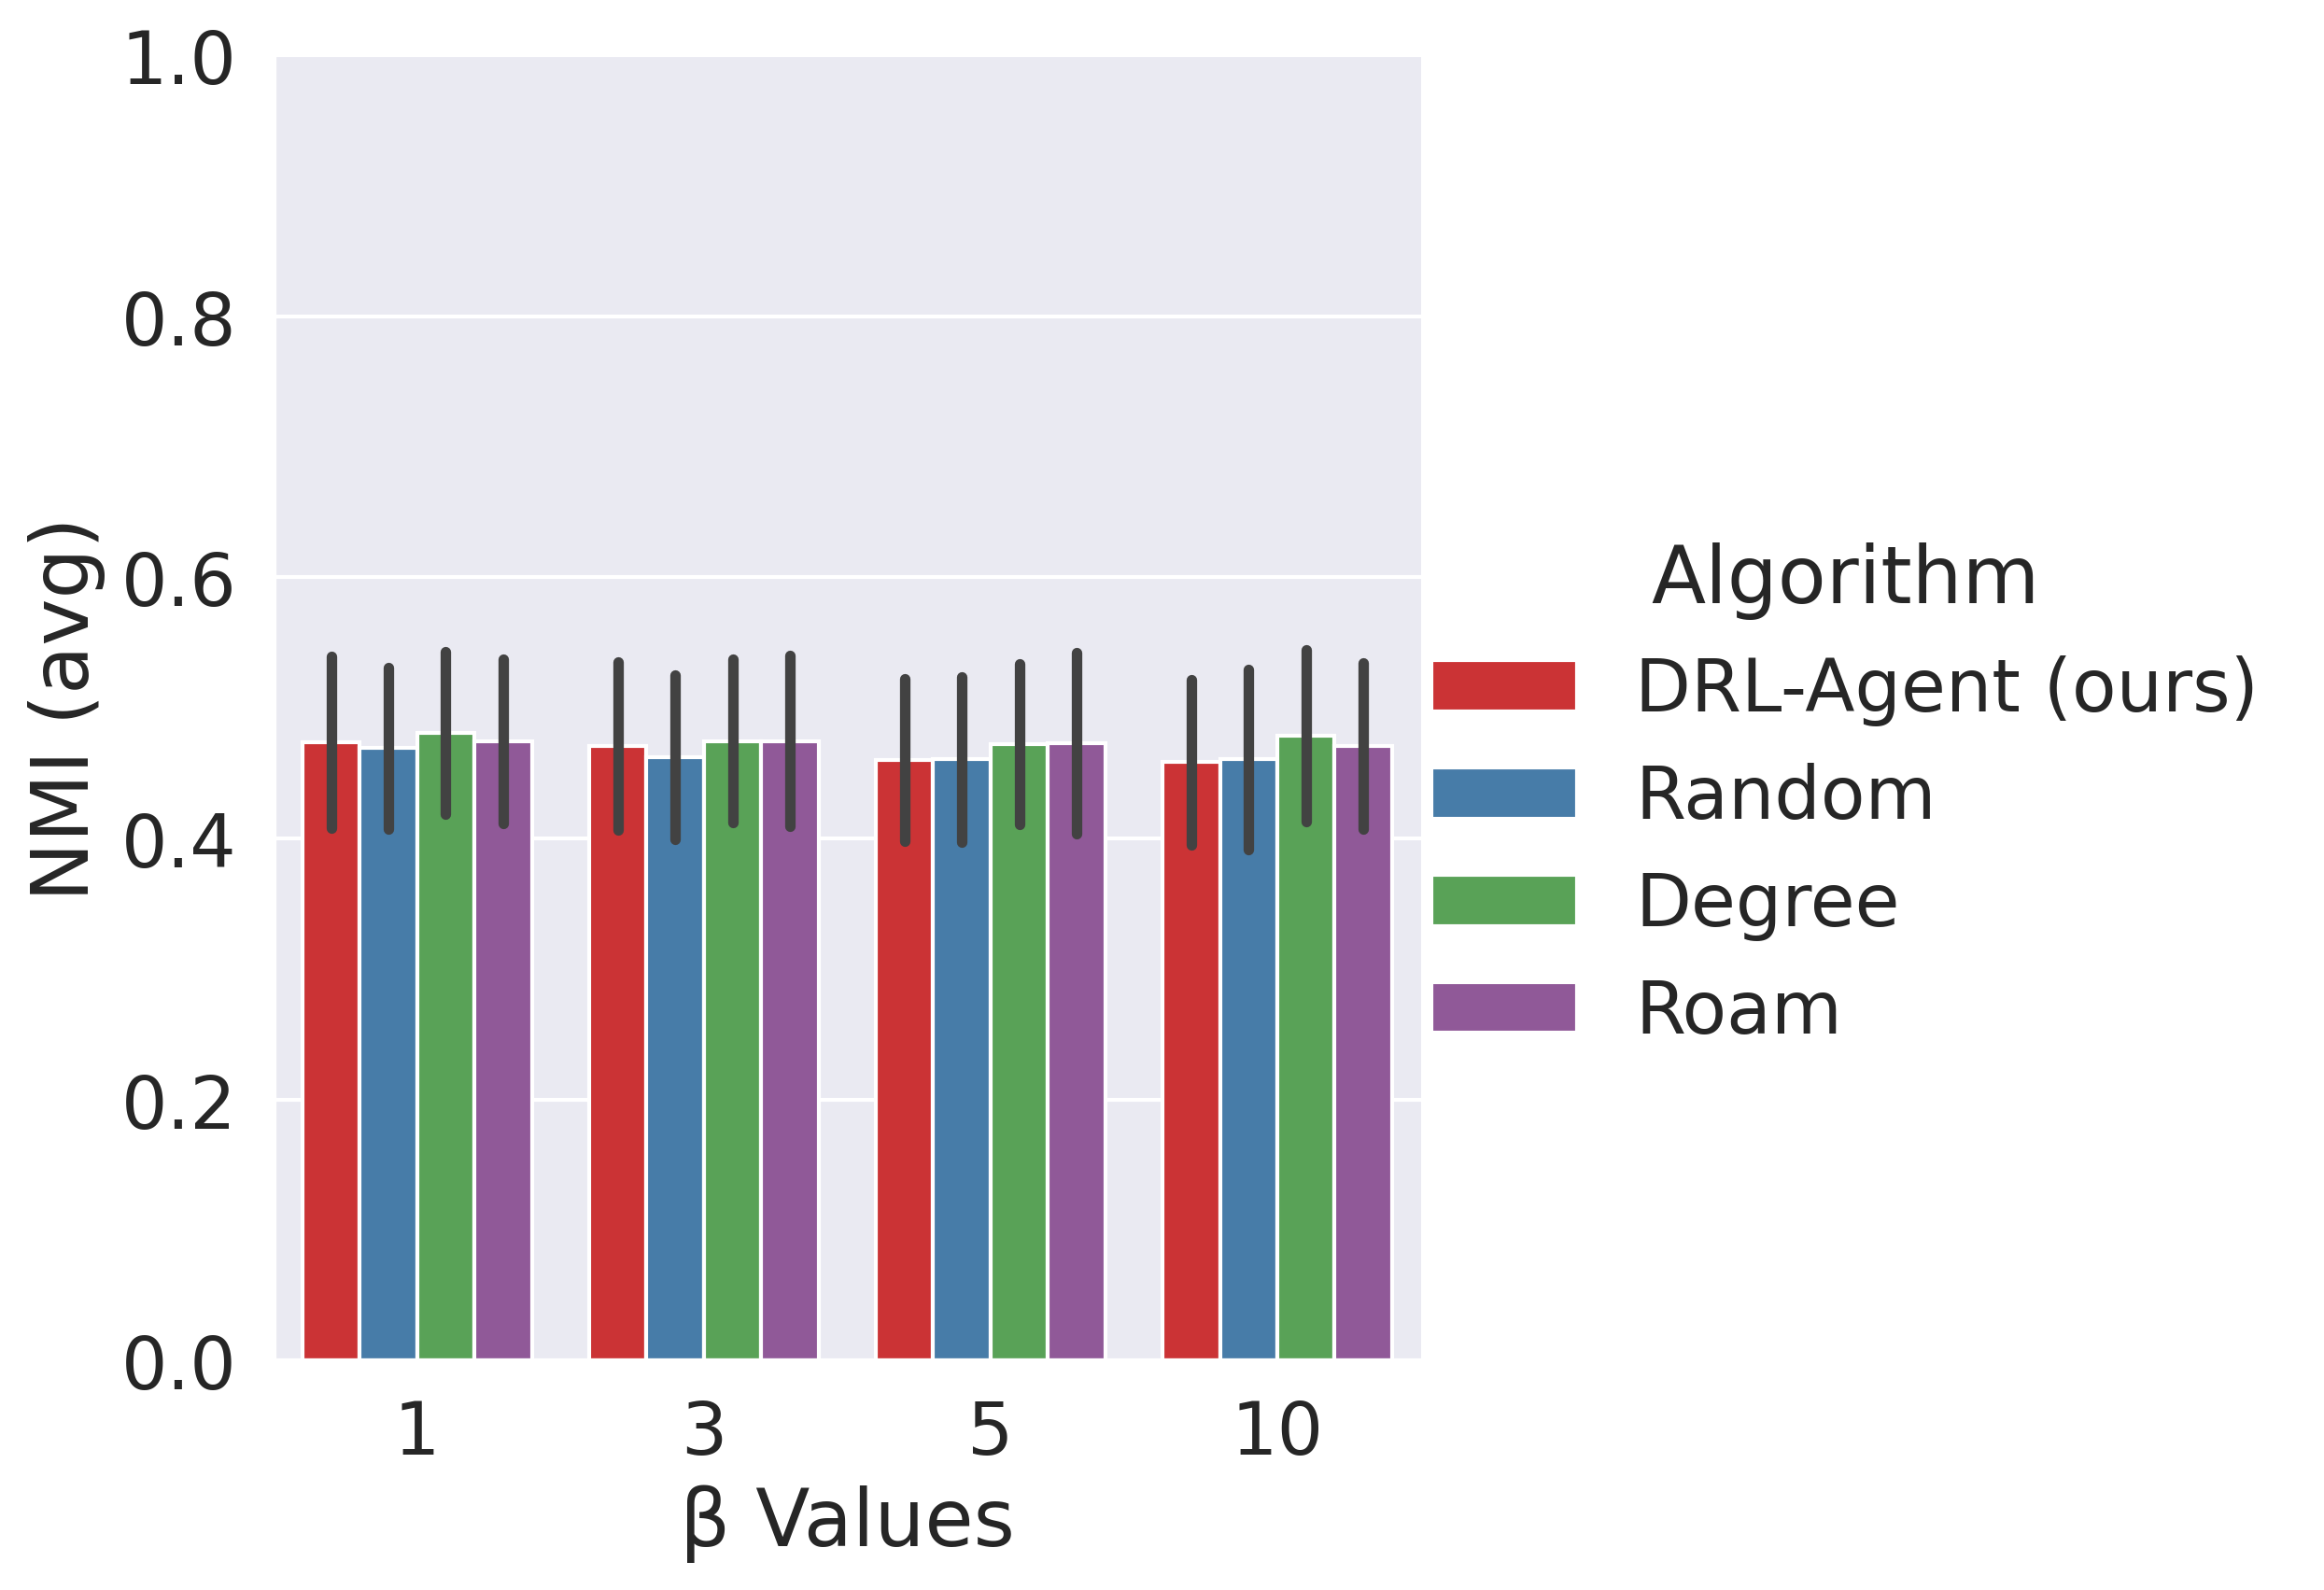 1.0
0.8
0.6
0.4
0.2
0.0
NMI (avg)
1 3 5 10
β Values
Algorithm
DRL-Agent (ours)
Random
Degree
Roam